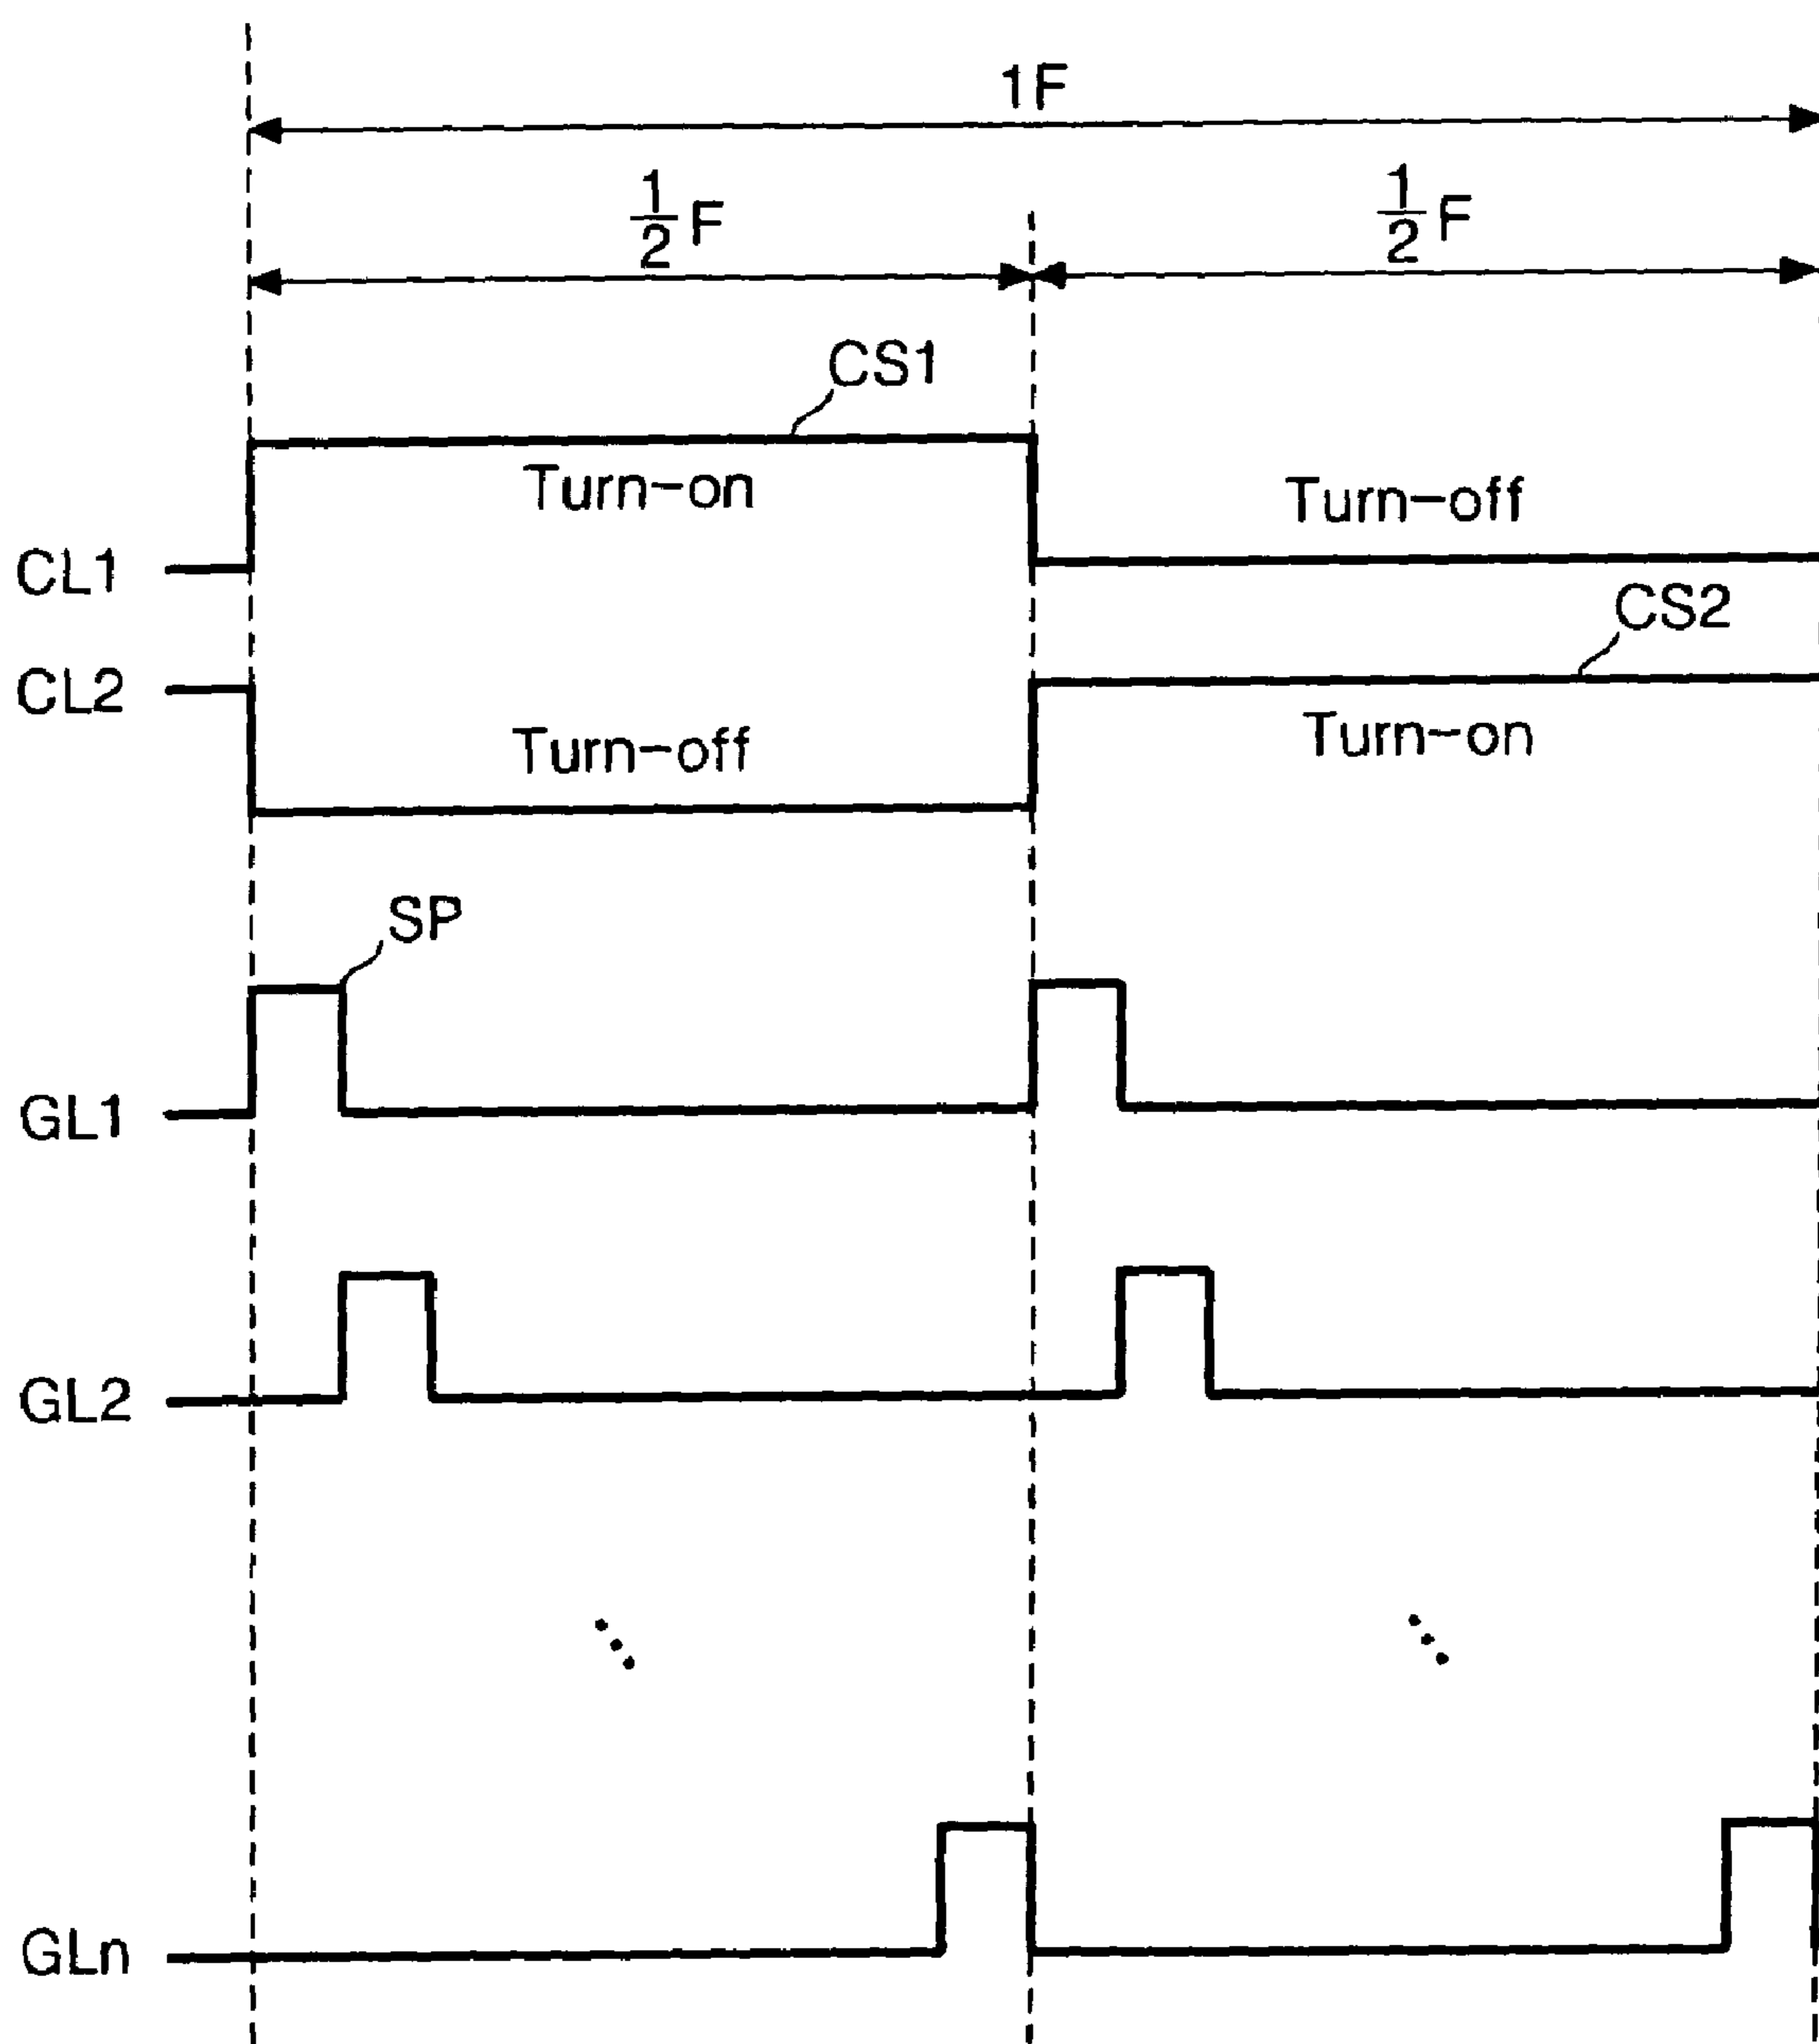 1F
1/2 F
1/2 F
CS1
Turn-on
Turn-off
CL1
CS2
CL2
Turn-off
Turn-on
SP
GL1
GL2
GLn